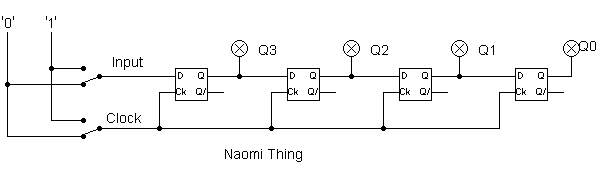 '0' '1'
Input Q3 Q2 Q1 Q0
D Q D Q D Q D Q
Ck Q/ Ck Q/ Ck Q/ Ck Q/
Clock
Naomi Thing